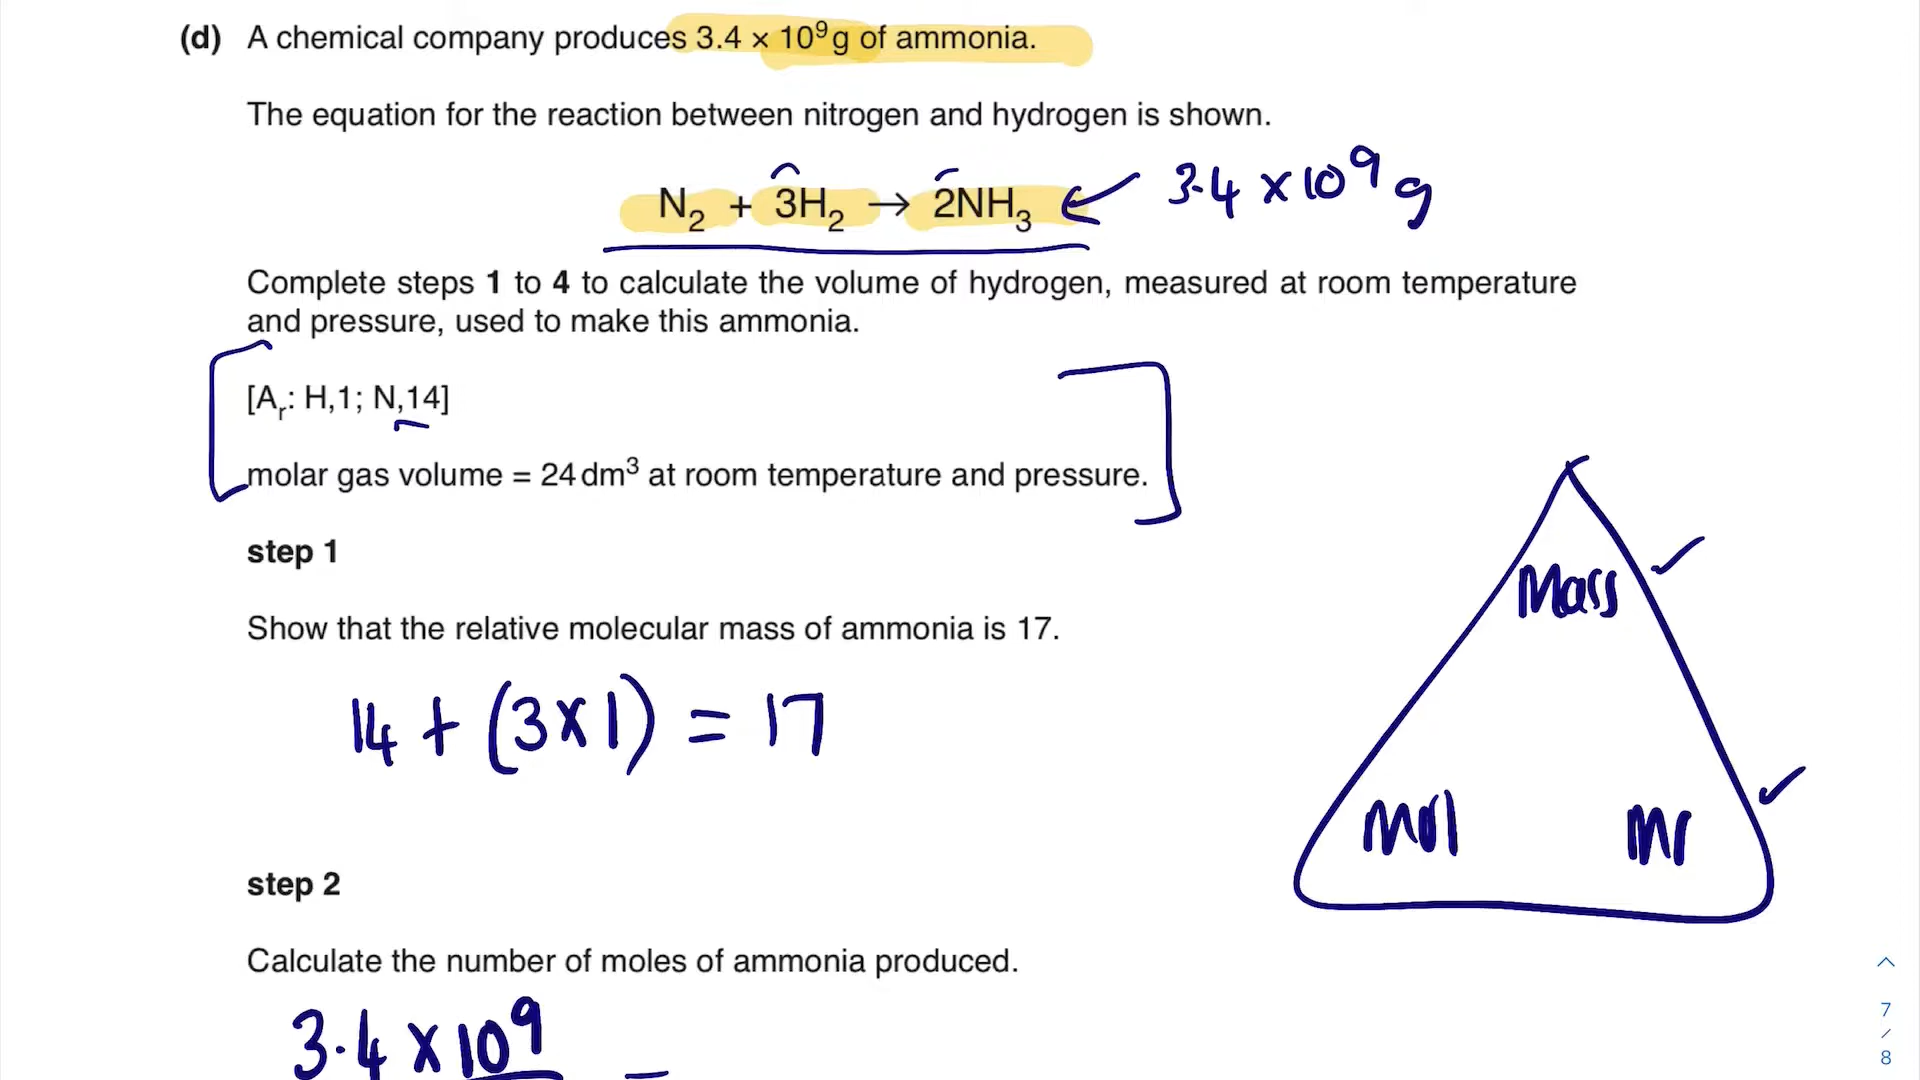 (d) A chemical company produces 3.4 × 10⁹ g of ammonia.
The equation for the reaction between nitrogen and hydrogen is shown.
N₂ + 3H₂ → 2NH₃ ← 3.4 × 10⁹ g
Complete steps 1 to 4 to calculate the volume of hydrogen, measured at room temperature
and pressure, used to make this ammonia.
[Aᵣ: H,1; N,14]
molar gas volume = 24 dm³ at room temperature and pressure.
step 1
Mass ✓
Show that the relative molecular mass of ammonia is 17.
14 + (3×1) = 17
Mol Mr ✓
step 2
Calculate the number of moles of ammonia produced.
3.4 × 10⁹
7
/
8